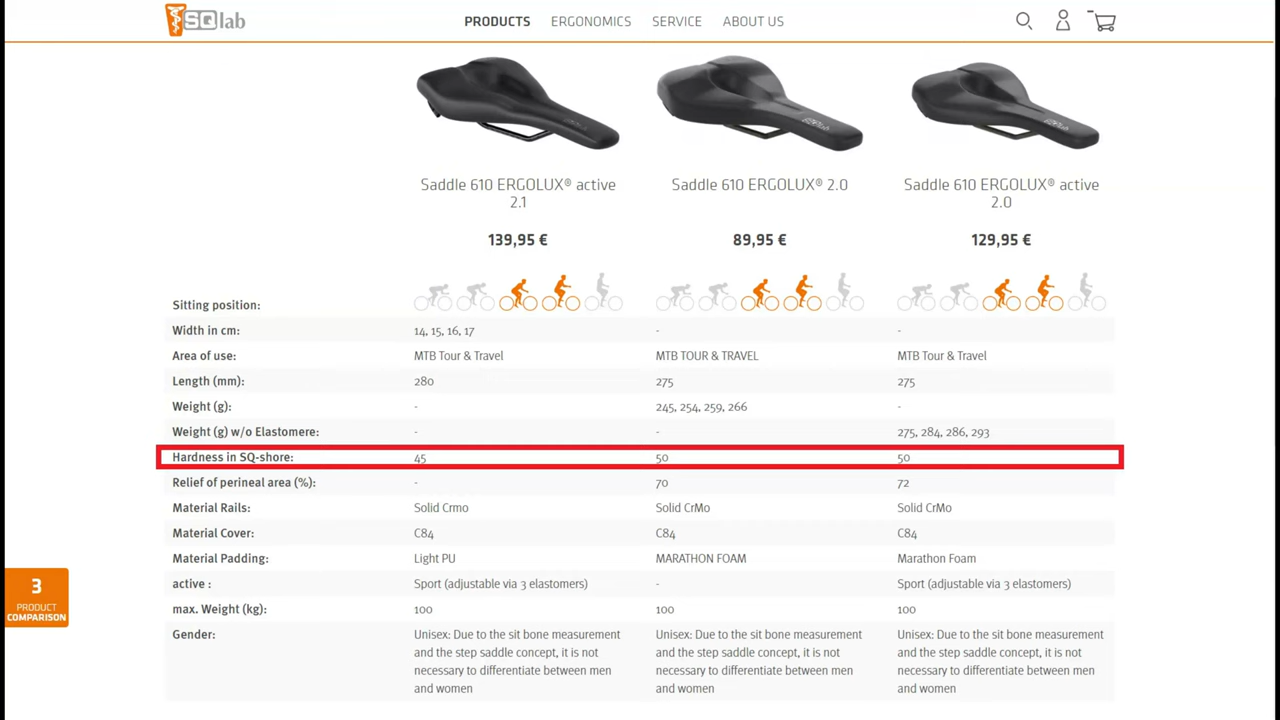 SQlab
PRODUCTS ERGONOMICS SERVICE ABOUT US
Saddle 610 ERGOLUX® active
2.1
139,95 €
Saddle 610 ERGOLUX® 2.0
89,95 €
Saddle 610 ERGOLUX® active
2.0
129,95 €
Sitting position:
Width in cm: 14, 15, 16, 17 - -
Area of use: MTB Tour & Travel MTB TOUR & TRAVEL MTB Tour & Travel
Length (mm): 280 275 275
Weight (g): - 245, 254, 259, 266 -
Weight (g) w/o Elastomere: - - 275, 284, 286, 293
Hardness in SQ-shore: 45 50 50
Relief of perineal area (%): - 70 72
Material Rails: Solid Crmo Solid CrMo Solid CrMo
Material Cover: C84 C84 C84
Material Padding: Light PU MARATHON FOAM Marathon Foam
active : Sport (adjustable via 3 elastomers) - Sport (adjustable via 3 elastomers)
max. Weight (kg): 100 100 100
Gender: Unisex: Due to the sit bone measurement Unisex: Due to the sit bone measurement Unisex: Due to the sit bone measurement
and the step saddle concept, it is not and the step saddle concept, it is not and the step saddle concept, it is not
necessary to differentiate between men necessary to differentiate between men necessary to differentiate between men
and women and women and women
3
PRODUCT
COMPARISON